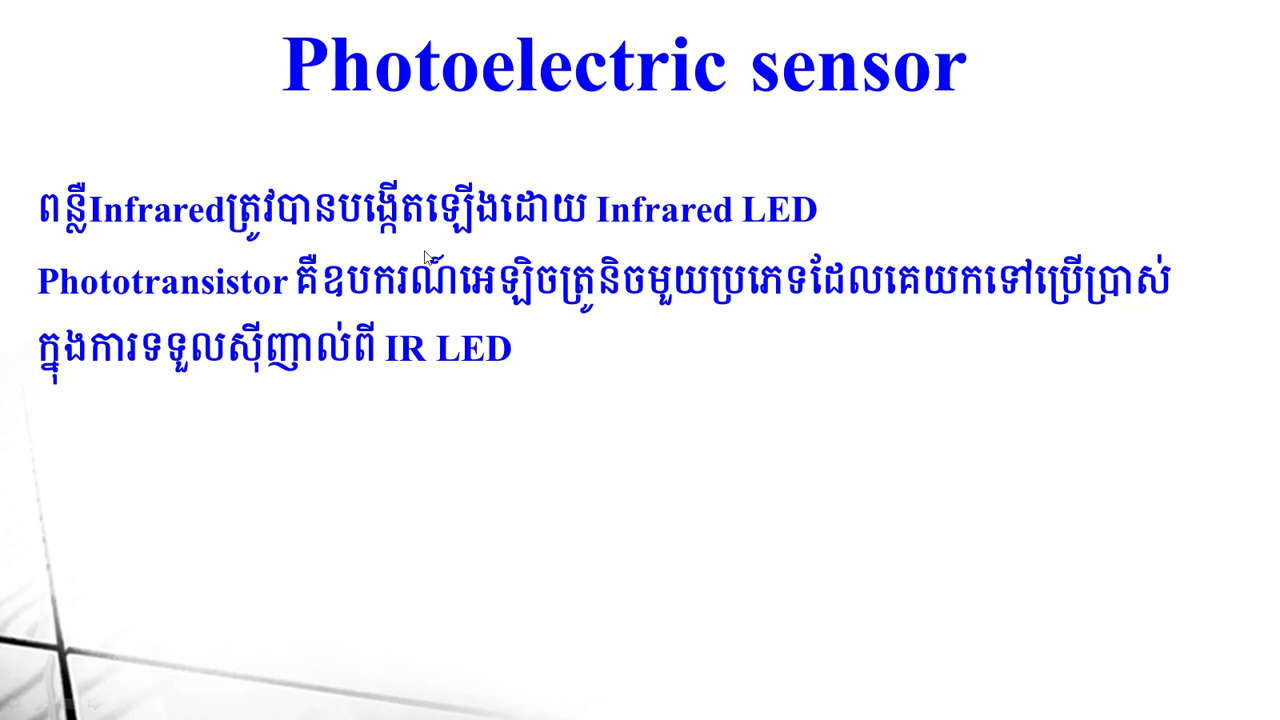 Photoelectric sensor
ពន្លឺInfraredត្រូវបានបង្កើតឡើងដោយ Infrared LED
Phototransistor គឺឧបករណ៍អេឡិចត្រូនិចមួយប្រភេទដែលគេយកទៅប្រើប្រាស់
ក្នុងការទទួលស៊ីញាល់ពី IR LED